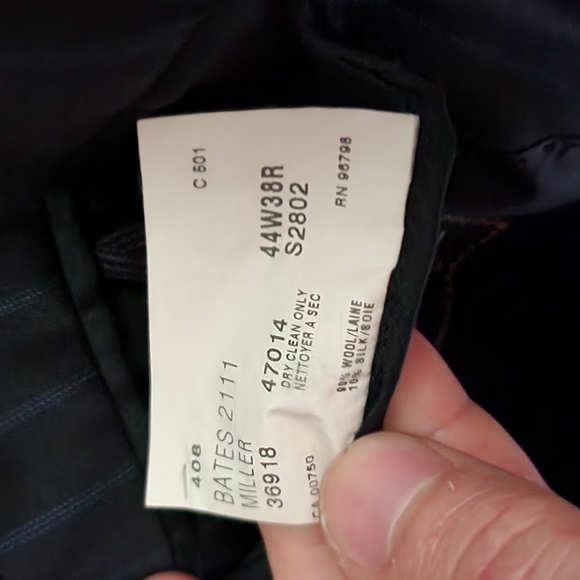 408 C 501
BATES 2111
MILLER
36918 47014 44W38R
DRY CLEAN ONLY S2802
NETTOYER A SEC
CA 00750 90% WOOL/LAINE RN 96798
10% SILK/SOIE